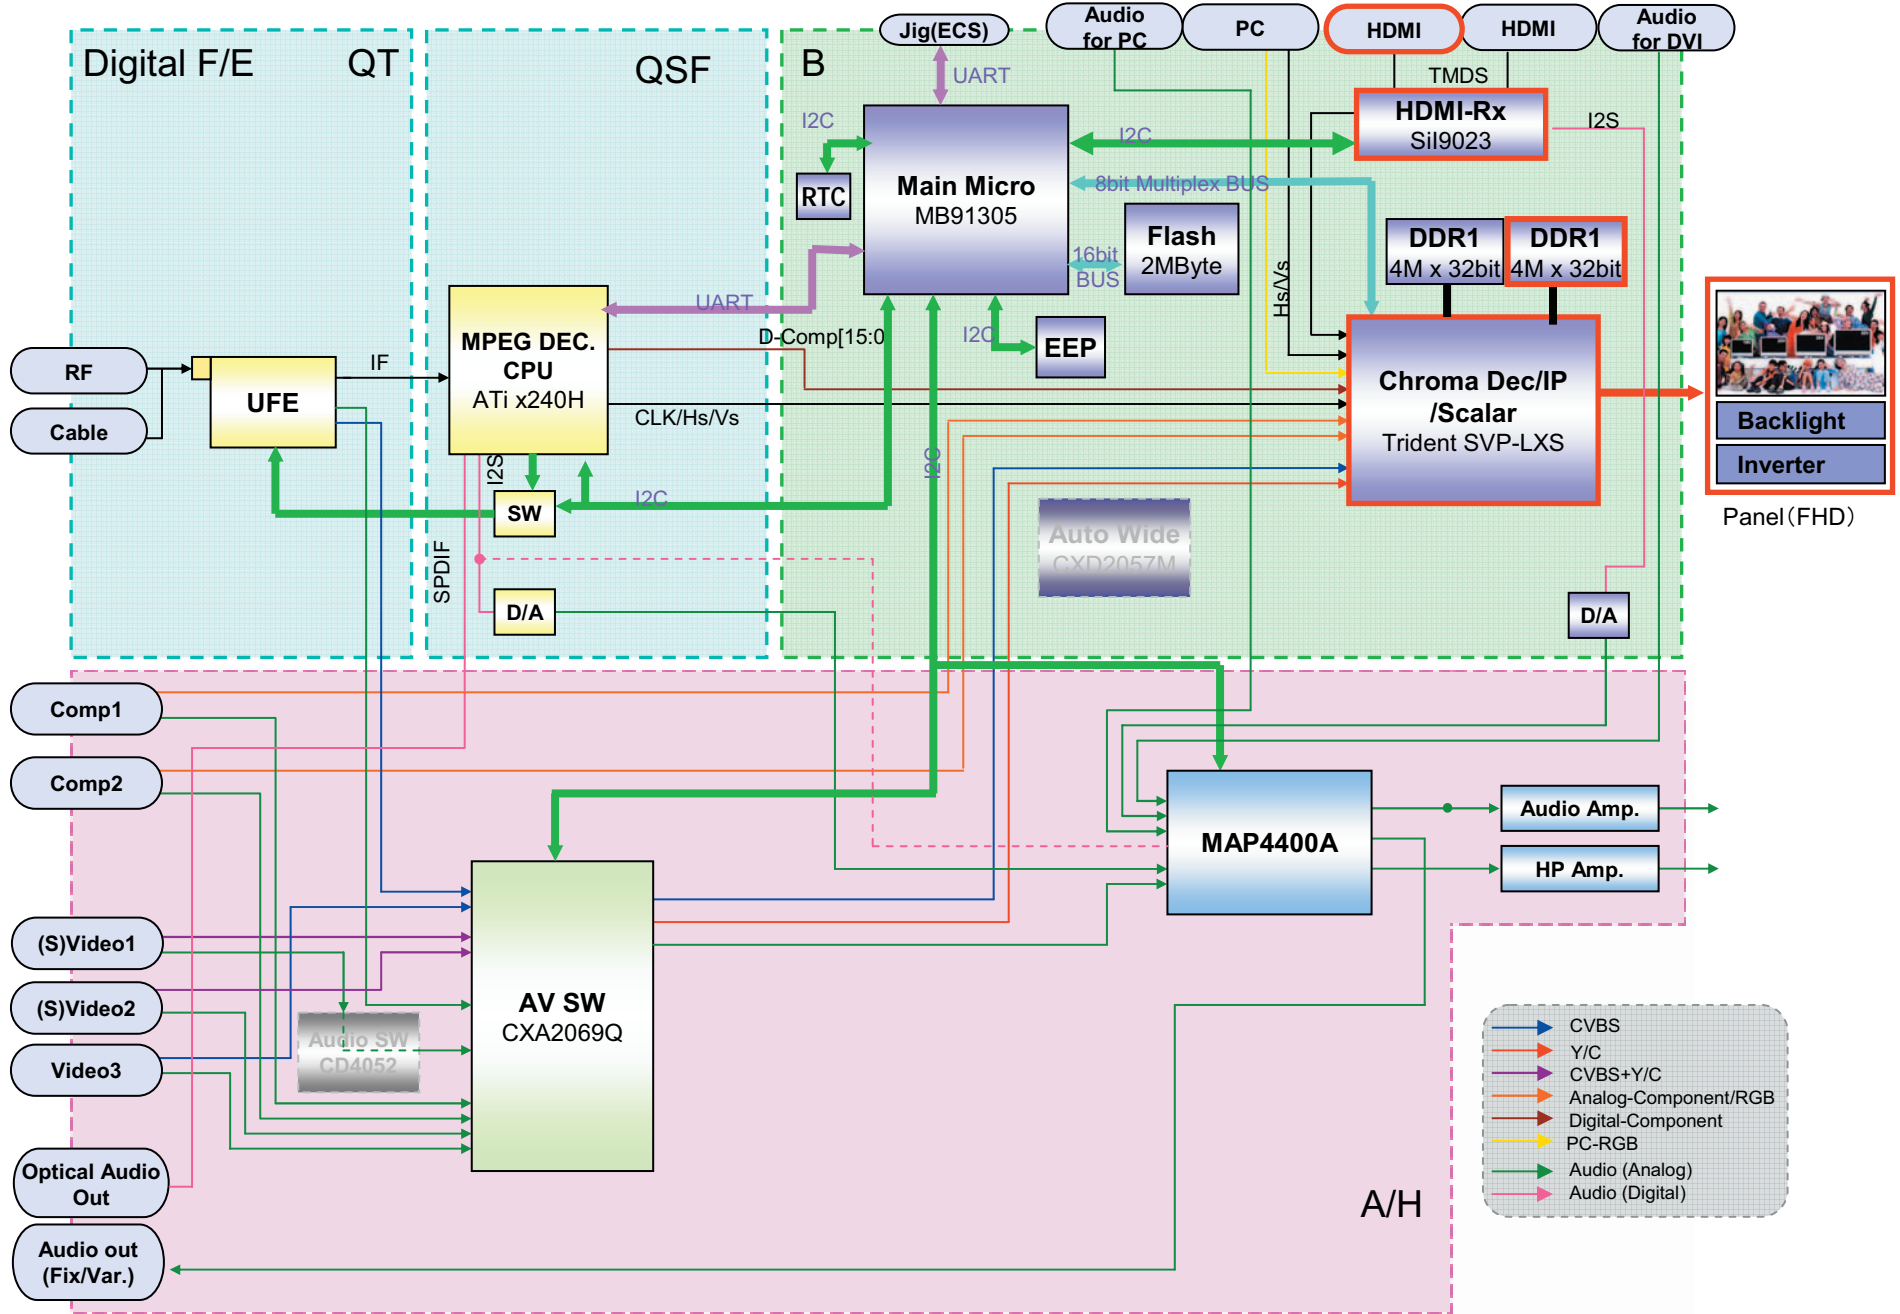 Jig(ECS)
Audio
for PC
PC
HDMI
HDMI
Audio
for DVI
Digital F/E
QT
QSF
B
UART
TMDS
I2C
HDMI-Rx
SiI9023
I2S
I2C
RTC
Main Micro
MB91305
8bit Multiplex BUS
Flash
2MByte
16bit
BUS
DDR1
4M x 32bit
DDR1
4M x 32bit
Hs/Vs
UART
D-Comp[15:0
I2C
EEP
MPEG DEC.
CPU
ATi x240H
RF
Cable
IF
UFE
CLK/Hs/Vs
Chroma Dec/IP
/Scalar
Trident SVP-LXS
Backlight
Inverter
Panel(FHD)
I2S
I2C
I2C
SW
Auto Wide
CXD2057M
SPDIF
D/A
D/A
Comp1
Comp2
MAP4400A
Audio Amp.
HP Amp.
(S)Video1
(S)Video2
Video3
AV SW
CXA2069Q
Audio SW
CD4052
CVBS
Y/C
CVBS+Y/C
Analog-Component/RGB
Digital-Component
PC-RGB
Audio (Analog)
Audio (Digital)
Optical Audio
Out
A/H
Audio out
(Fix/Var.)